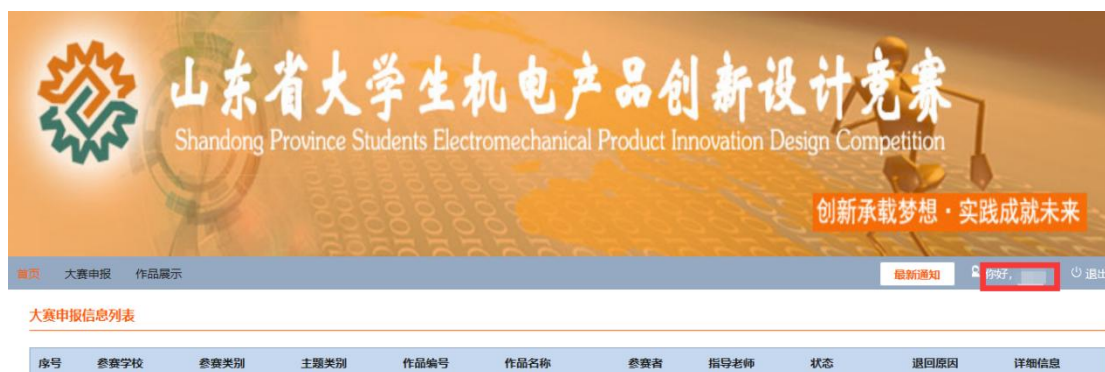 山东省大学生机电产品创新设计竞赛
Shandong Province Students Electromechanical Product Innovation Design Competition
创新承载梦想·实践成就未来
首页 大赛申报 作品展示 最新通知 你好, 退出
大赛申报信息列表
序号 参赛学校 参赛类别 主题类别 作品编号 作品名称 参赛者 指导老师 状态 退回原因 详细信息